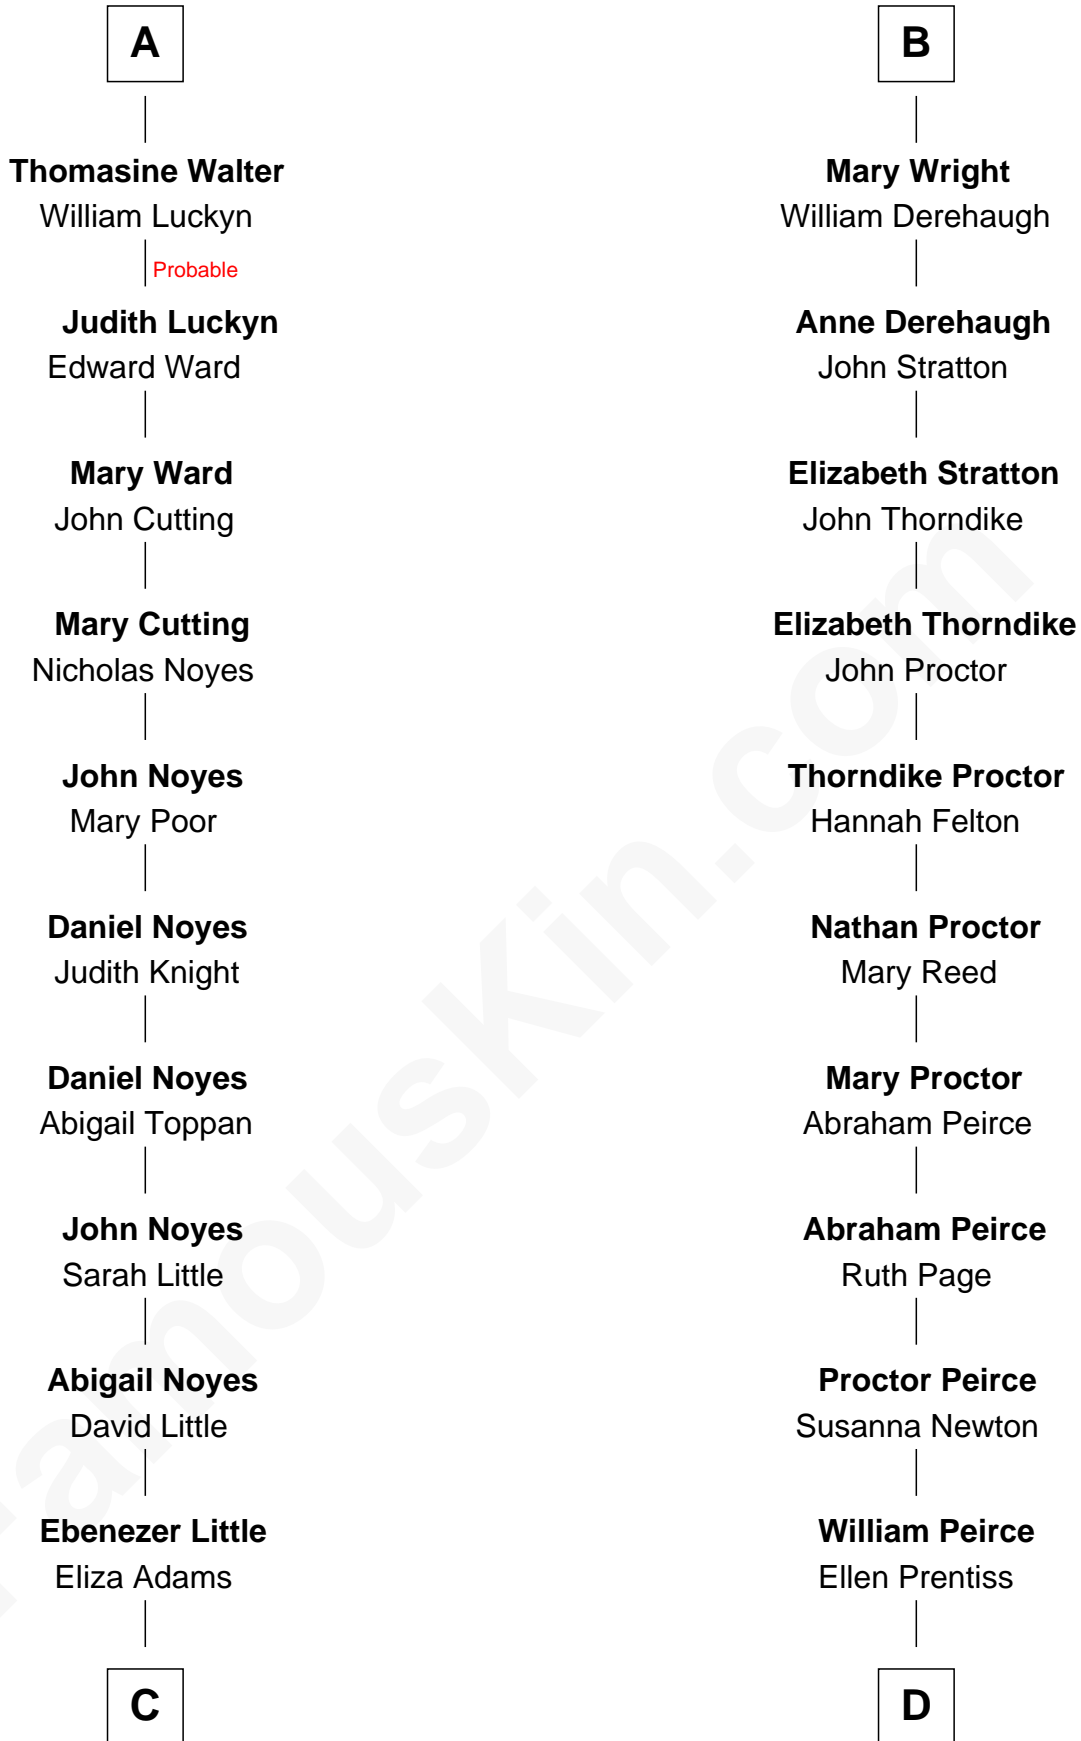 A
Thomasine Walter
William Luckyn
Probable
Judith Luckyn
Edward Ward
Mary Ward
John Cutting
Mary Cutting
Nicholas Noyes
John Noyes
Mary Poor
Daniel Noyes
Judith Knight
Daniel Noyes
Abigail Toppan
John Noyes
Sarah Little
Abigail Noyes
David Little
Ebenezer Little
Eliza Adams
C
B
Mary Wright
William Derehaugh
Anne Derehaugh
John Stratton
Elizabeth Stratton
John Thorndike
Elizabeth Thorndike
John Proctor
Thorndike Proctor
Hannah Felton
Nathan Proctor
Mary Reed
Mary Proctor
Abraham Peirce
Abraham Peirce
Ruth Page
Proctor Peirce
Susanna Newton
William Peirce
Ellen Prentiss
D
FamousKin.com